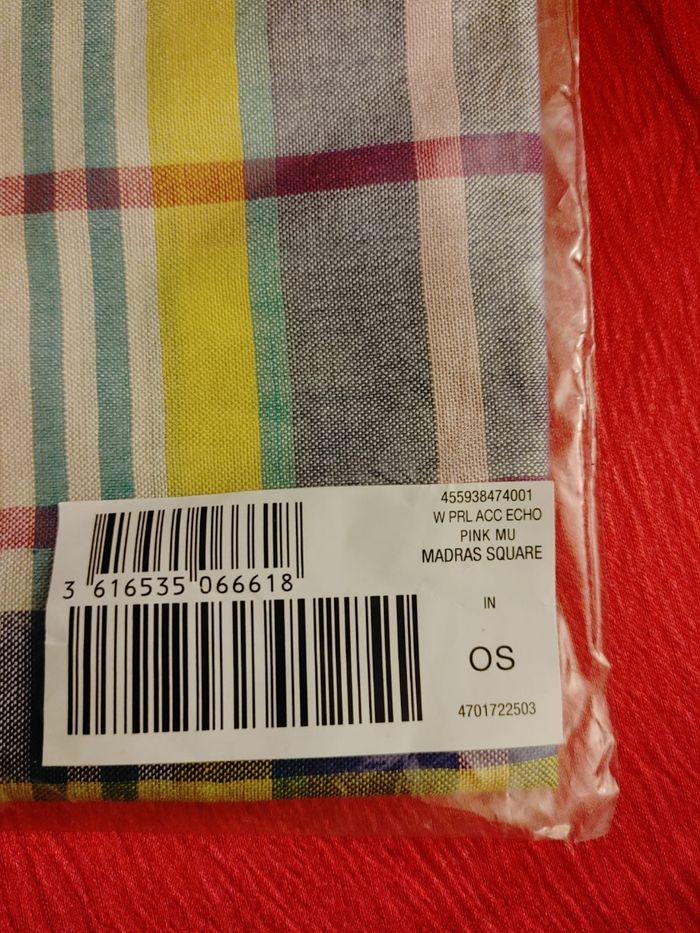 455938474001
W PRL ACC ECHO
PINK MU
MADRAS SQUARE
3 616535 066618
IN
OS
4701722503